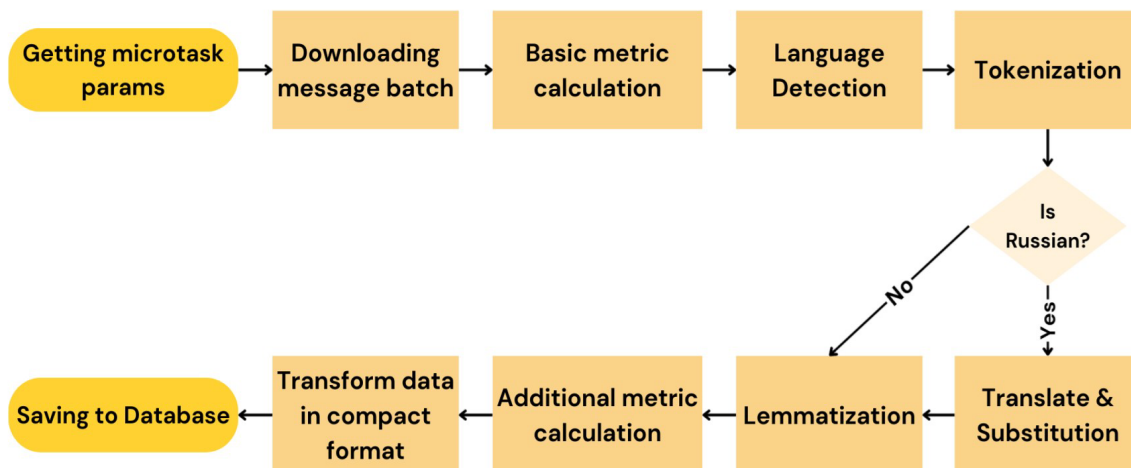 Getting microtask
params
Downloading
message batch
Basic metric
calculation
Language
Detection
Tokenization
Is
Russian?
No
Yes
Translate &
Substitution
Lemmatization
Additional metric
calculation
Transform data
in compact
format
Saving to Database